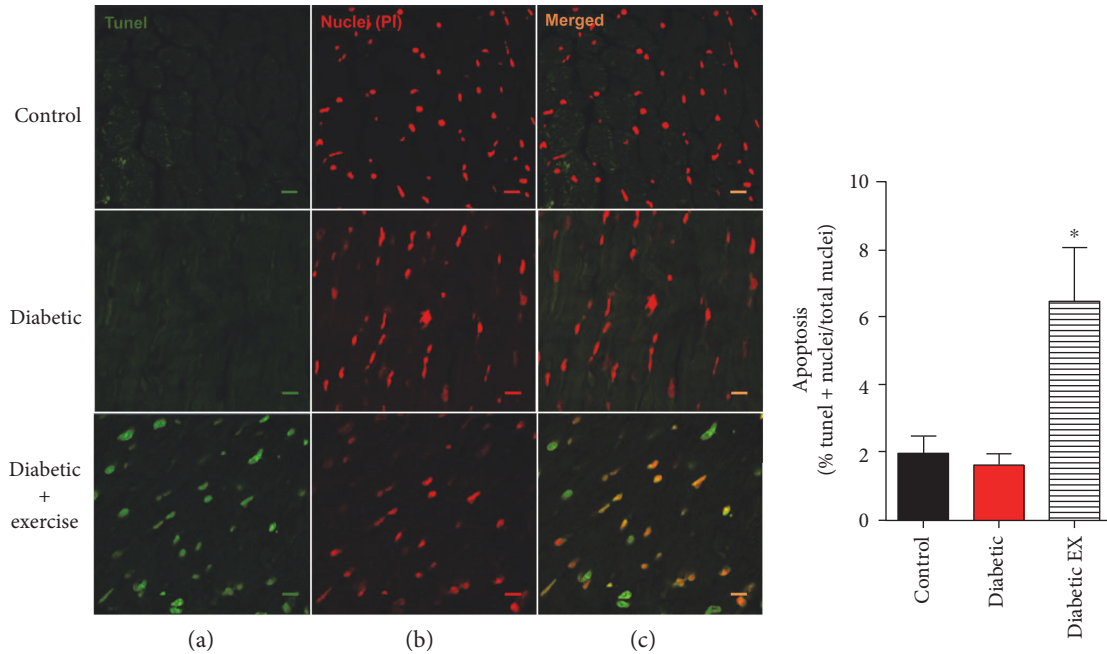 Tunel
Nuclei (PI)
Merged
Control
Diabetic
Diabetic
+
exercise
(a)
(b)
(c)
Apoptosis
(% tunel + nuclei/total nuclei)
10
8
6
4
2
0
*
Control
Diabetic
Diabetic EX